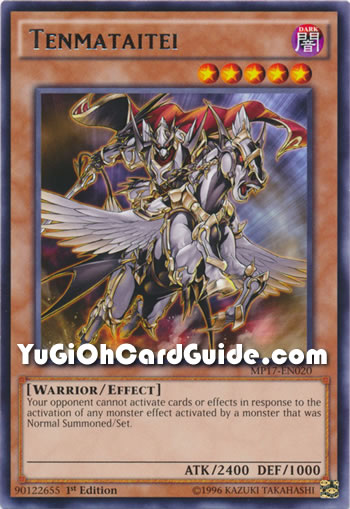 TENMATAITEI
DARK
闇
YuGiOhCardGuide.com
MP17-EN020
[WARRIOR/EFFECT]
Your opponent cannot activate cards or effects in response to the
activation of any monster effect activated by a monster that was
Normal Summoned/Set.
ATK/2400 DEF/1000
90122655 1st Edition ©1996 KAZUKI TAKAHASHI